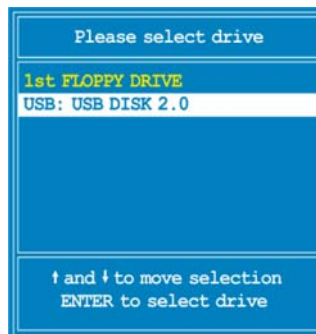 Please select drive
1st FLOPPY DRIVE
USB: USB DISK 2.0
↑ and ↓ to move selection
ENTER to select drive